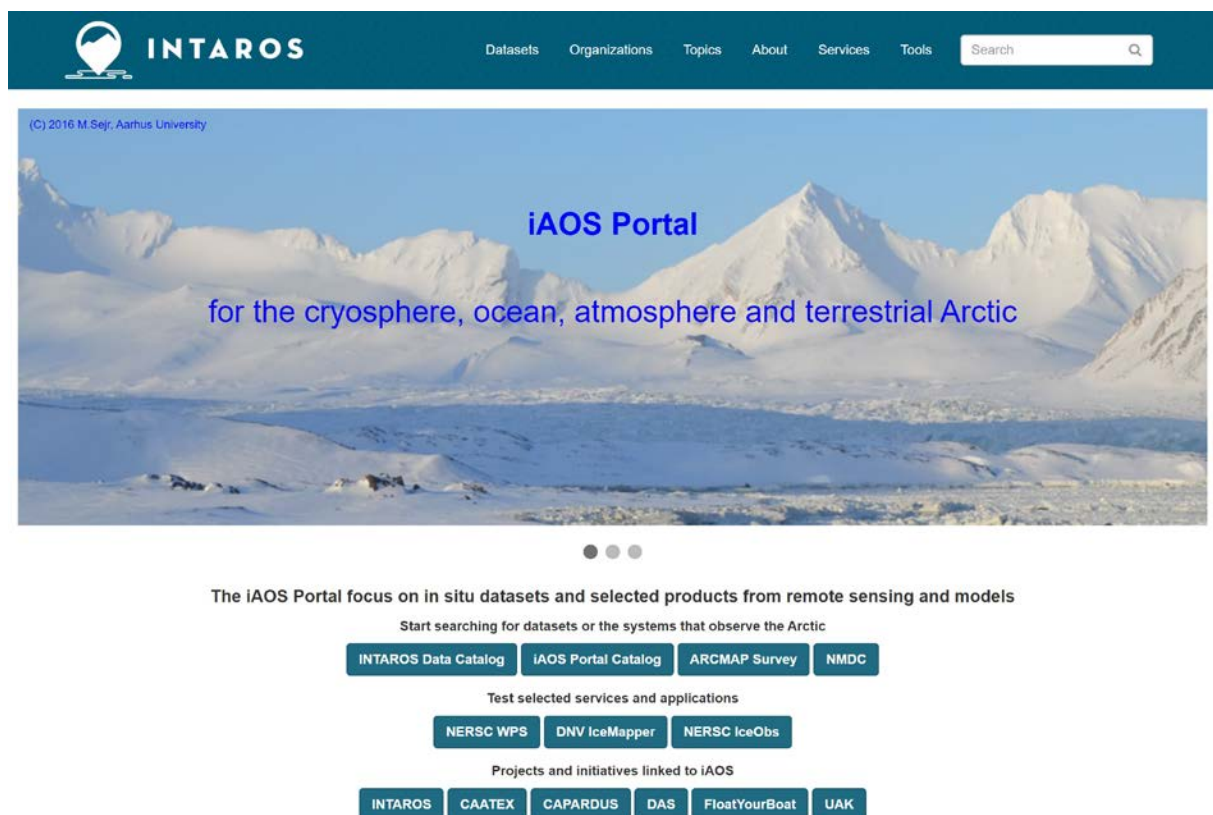 INTAROS
Datasets Organizations Topics About Services Tools Search
(C) 2016 M.Sejr, Aarhus University
iAOS Portal
for the cryosphere, ocean, atmosphere and terrestrial Arctic
The iAOS Portal focus on in situ datasets and selected products from remote sensing and models
Start searching for datasets or the systems that observe the Arctic
INTAROS Data Catalog iAOS Portal Catalog ARCMAP Survey NMDC
Test selected services and applications
NERSC WPS DNV IceMapper NERSC IceObs
Projects and initiatives linked to iAOS
INTAROS CAATEX CAPARDUS DAS FloatYourBoat UAK